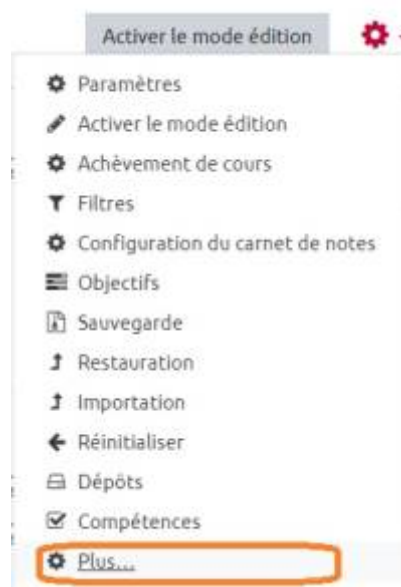 Activer le mode édition
Paramètres
Activer le mode édition
Achèvement de cours
Filtres
Configuration du carnet de notes
Objectifs
Sauvegarde
Restauration
Importation
Réinitialiser
Dépôts
Compétences
Plus...